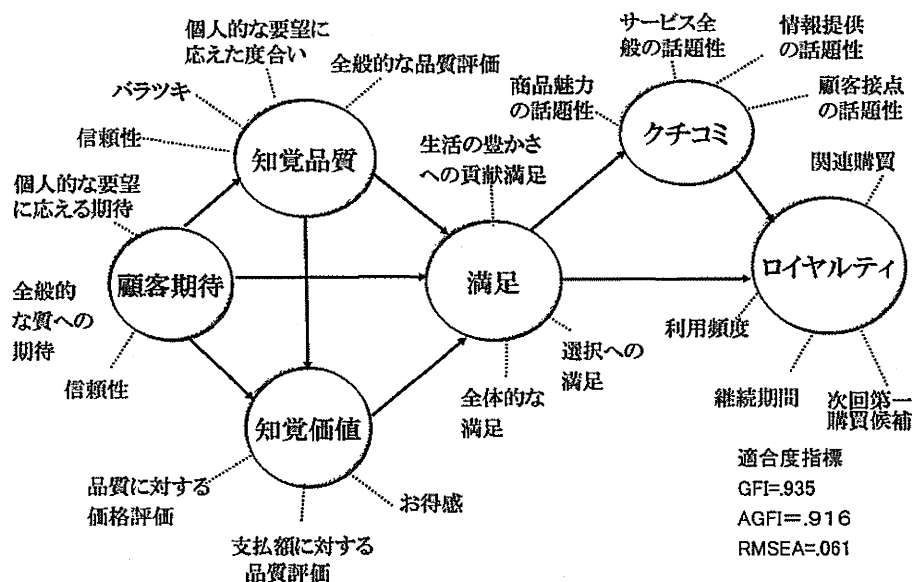 個人的な要望に
応えた度合い
全般的な品質評価
バラツキ
信頼性
知覚品質
個人的な要望
に応える期待
顧客期待
全般的
な質への
期待
信頼性
知覚価値
品質に対する
価格評価
支払額に対する
品質評価
お得感
生活の豊かさ
への貢献満足
満足
全体的な
満足
選択への
満足
サービス全
般の話題性
情報提供
の話題性
商品魅力
の話題性
顧客接点
の話題性
クチコミ
関連購買
ロイヤルティ
利用頻度
継続期間
次回第一
購買候補
適合度指標
GFI=.935
AGFI=.916
RMSEA=.061